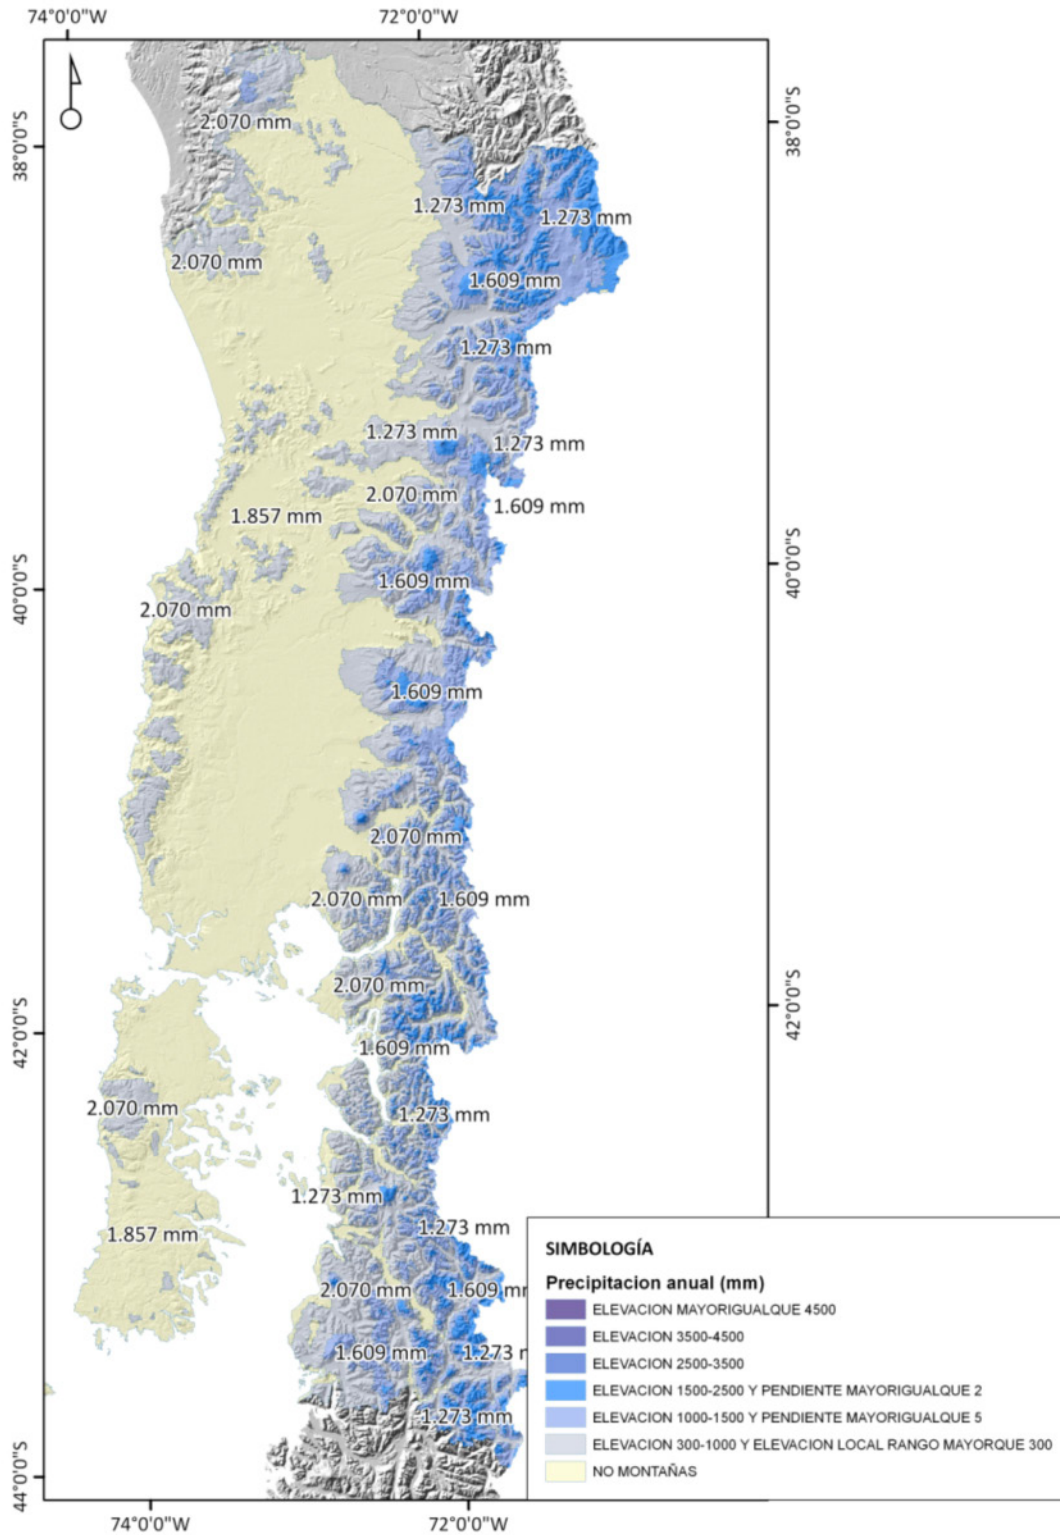 74°0'0"W
72°0'0"W
38°0'0"S
38°0'0"S
2.070 mm
1.273 mm
1.273 mm
2.070 mm
1.609 mm
1.273 mm
1.273 mm
1.273 mm
2.070 mm
1.609 mm
1.857 mm
40°0'0"S
40°0'0"S
1.609 mm
2.070 mm
1.609 mm
2.070 mm
2.070 mm
1.609 mm
2.070 mm
42°0'0"S
42°0'0"S
1.609 mm
2.070 mm
1.273 mm
1.273 mm
1.273 mm
1.857 mm
2.070 mm
1.609 mm
1.609 mm
1.273 m
1.273 mm
SIMBOLOGÍA
Precipitacion anual (mm)
ELEVACION MAYORIGUALQUE 4500
ELEVACION 3500-4500
ELEVACION 2500-3500
ELEVACION 1500-2500 Y PENDIENTE MAYORIGUALQUE 2
ELEVACION 1000-1500 Y PENDIENTE MAYORIGUALQUE 5
ELEVACION 300-1000 Y ELEVACION LOCAL RANGO MAYORQUE 300
NO MONTAÑAS
44°0'0"S
74°0'0"W
72°0'0"W